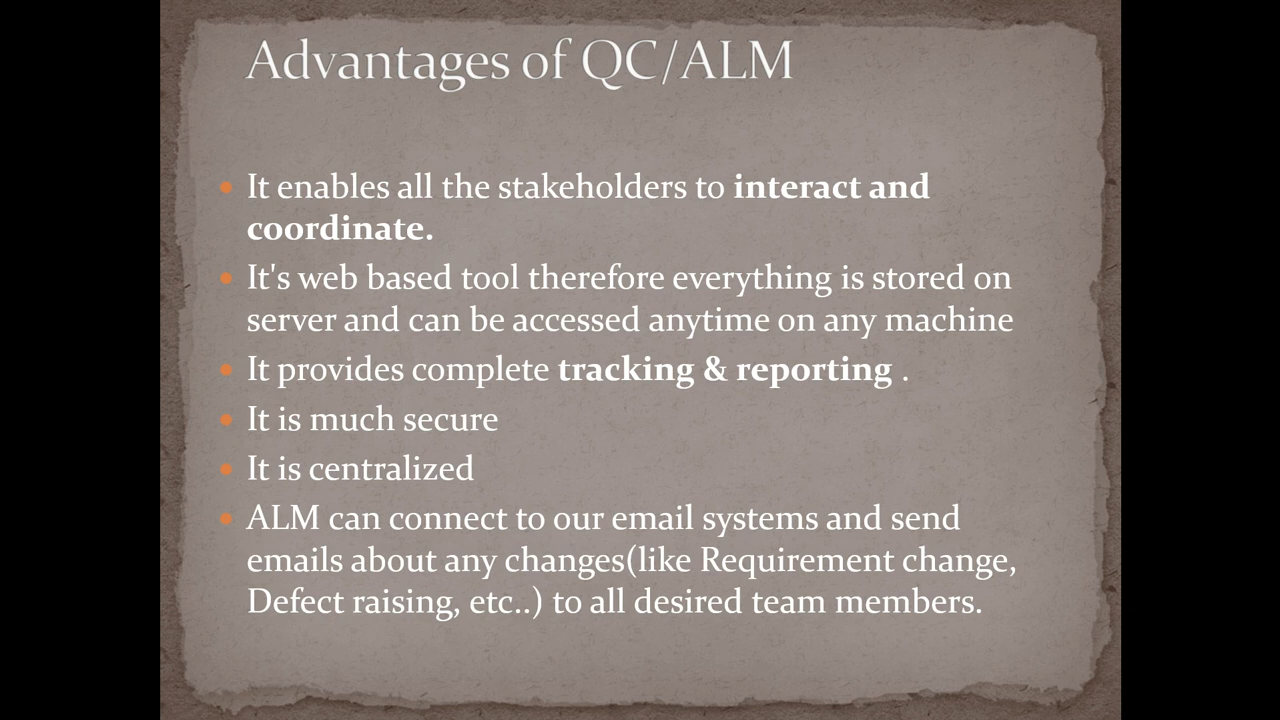 Advantages of QC/ALM
It enables all the stakeholders to interact and
coordinate.
It's web based tool therefore everything is stored on
server and can be accessed anytime on any machine
It provides complete tracking & reporting .
It is much secure
It is centralized
ALM can connect to our email systems and send
emails about any changes(like Requirement change,
Defect raising, etc..) to all desired team members.